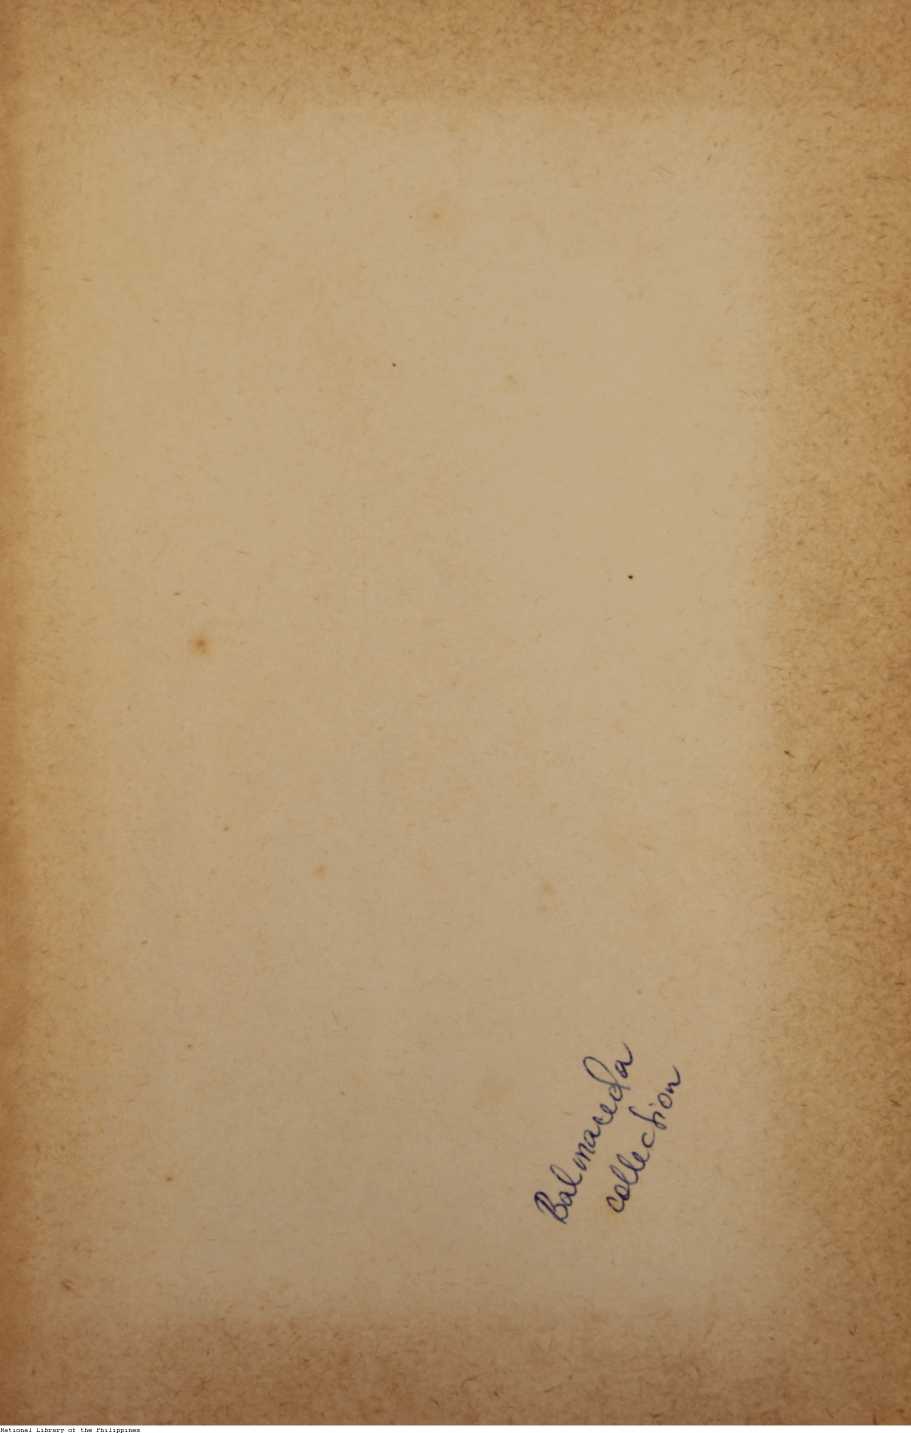 Balmaceda
collection
National Library of the Philippines